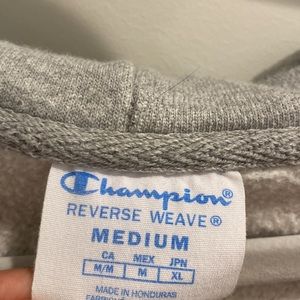 Champion®
REVERSE WEAVE®
MEDIUM
CA MEX JPN
M/M M XL
MADE IN HONDURAS